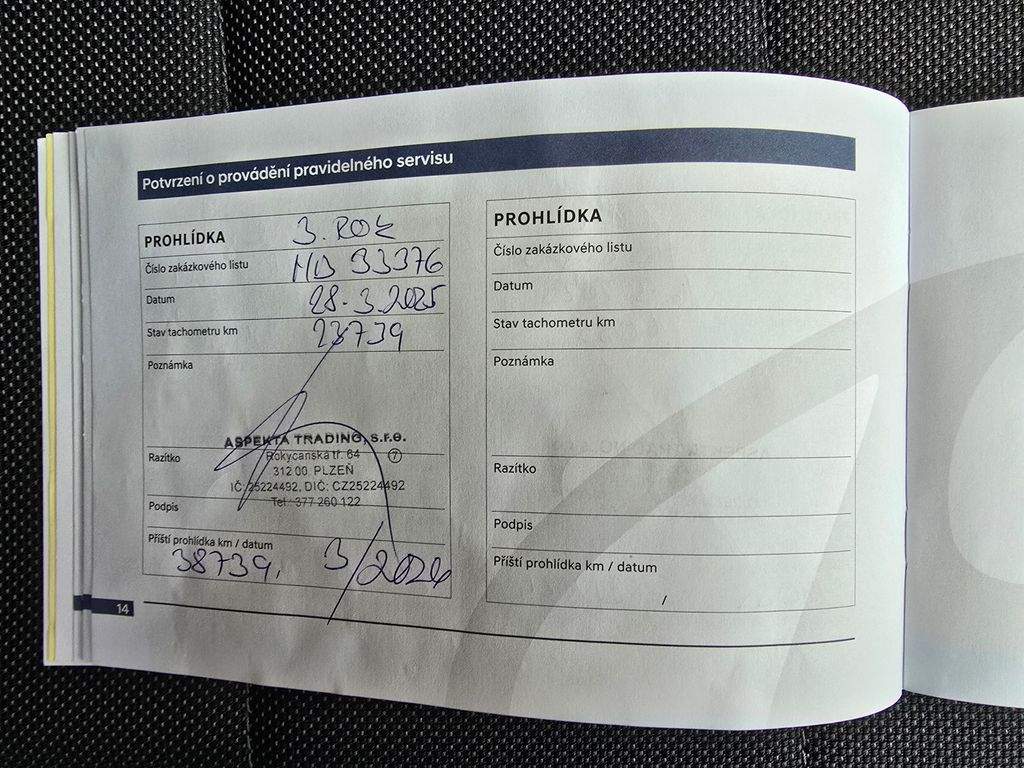 Potvrzení o provádění pravidelného servisu
PROHLÍDKA 3. ROK
Číslo zakázkového listu HD 33376
Datum 28.3.2025
Stav tachometru km 23739
Poznámka
ASPEKTA TRADING, s.r.o.
Razítko Rokycanská tř. 64 7
312 00 PLZEŇ
IČ: 25224492, DIČ: CZ25224492
Podpis Tel.: 377 260 122
Příští prohlídka km / datum
38739, 3/2026
14
PROHLÍDKA
Číslo zakázkového listu
Datum
Stav tachometru km
Poznámka
Razítko
Podpis
Příští prohlídka km / datum
/